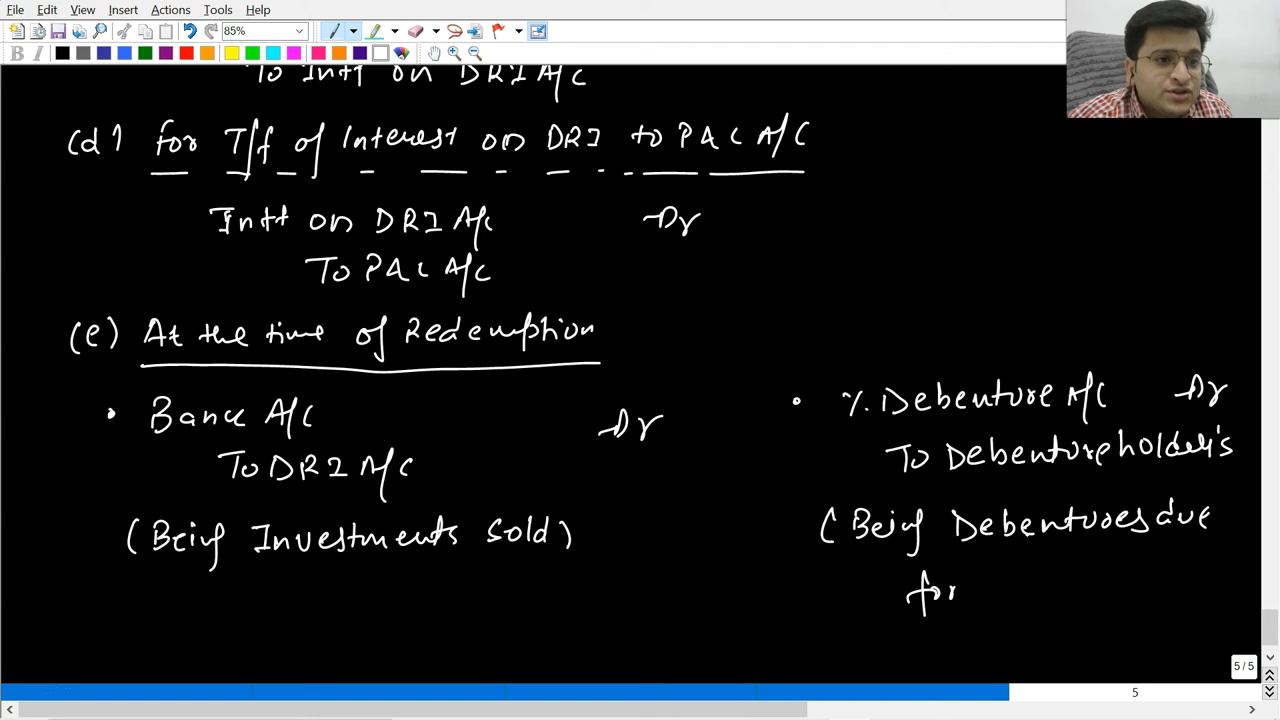 File Edit View Insert Actions Tools Help
85%
B I
To Intt on DRI A/C
(d) for T/f of Interest on DRI to P&L A/C
Intt on DRI A/C Dr
To P&L A/C
(e) At the time of Redemption
• Bank A/C Dr
To DRI A/C
(Being Investments sold)
• % Debenture A/C Dr
To Debentureholder's
(Being Debentures due
for
5 / 5
5